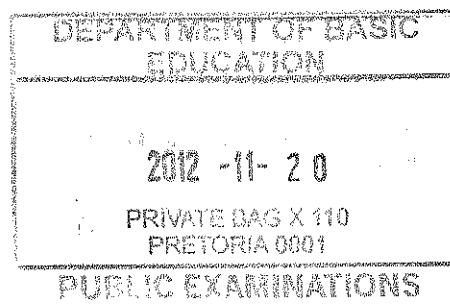 DEPARTMENT OF BASIC
EDUCATION
2012 -11- 20
PRIVATE BAG X 110
PRETORIA 0001
PUBLIC EXAMINATIONS